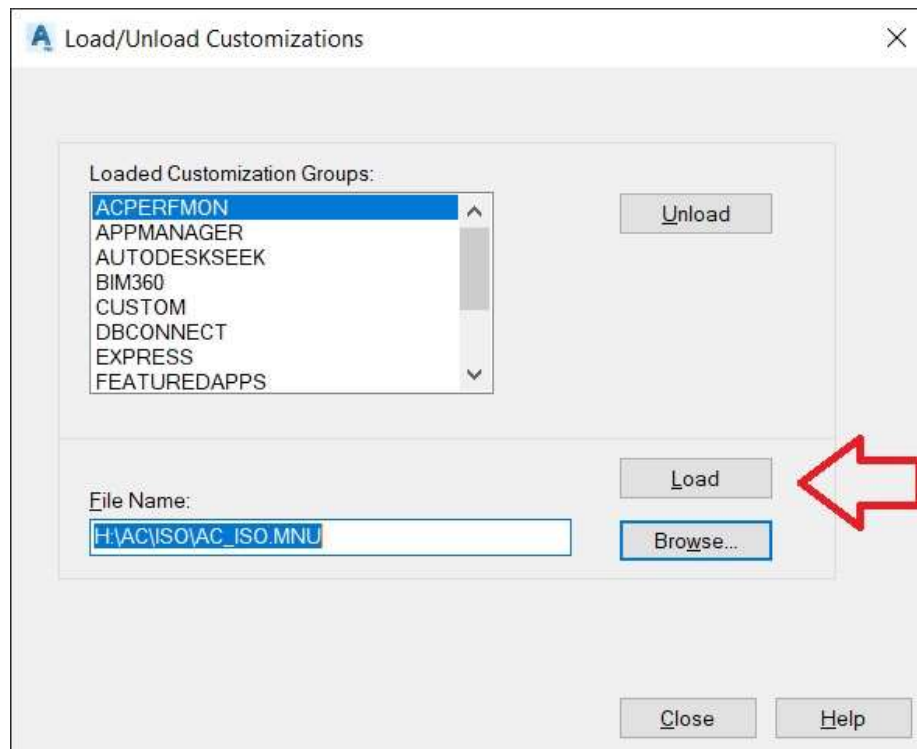 Load/Unload Customizations
Loaded Customization Groups:
ACPERFMON
APPMANAGER
AUTODESKSEEK
BIM360
CUSTOM
DBCONNECT
EXPRESS
FEATUREDAPPS
Unload
Load
File Name:
H:\AC\ISO\AC_ISO.MNU
Browse...
Close
Help